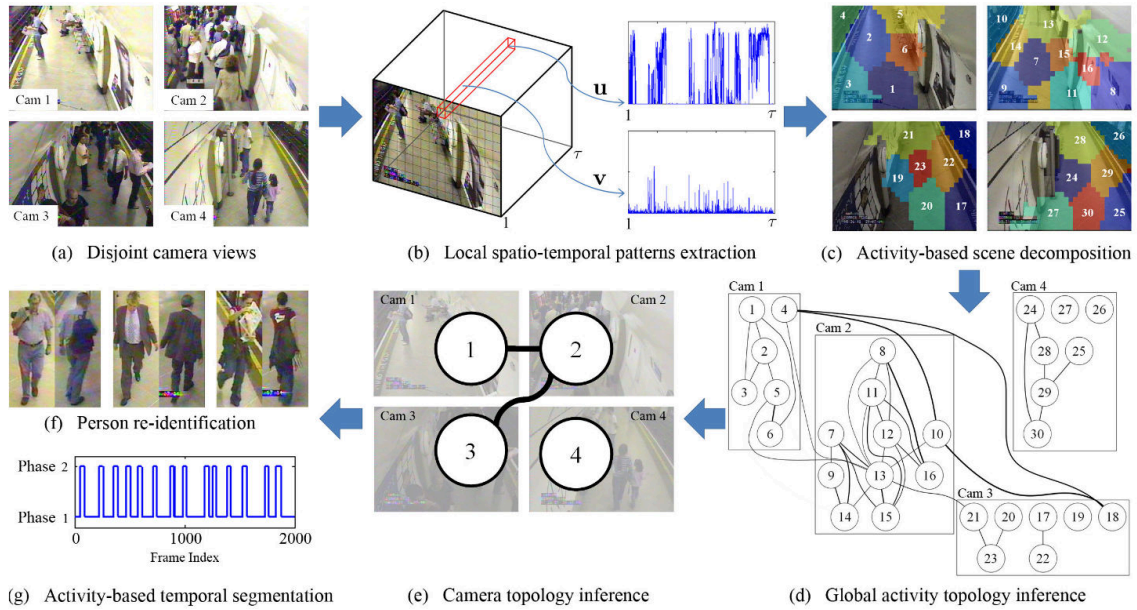 Cam 1
Cam 2
Cam 3
Cam 4
(a) Disjoint camera views
τ
1
u
1 τ
v
1 τ
(b) Local spatio-temporal patterns extraction
4 5
2
6
3
1
10 13
14 12
7 15
16
9 11 8
21 18
22
23
19
20 17
28 26
24 29
27 30 25
(c) Activity-based scene decomposition
Cam 1
1 4
2
3 5
6
Cam 2
8
11
7 12 10
9 13 16
14 15
Cam 4
24 27 26
28 25
29
30
Cam 3
21 20 17 19 18
23 22
(d) Global activity topology inference
Cam 1
Cam 2
1 2
Cam 3
Cam 4
3 4
(e) Camera topology inference
(f) Person re-identification
Phase 2
Phase 1
0 1000 2000
Frame Index
(g) Activity-based temporal segmentation